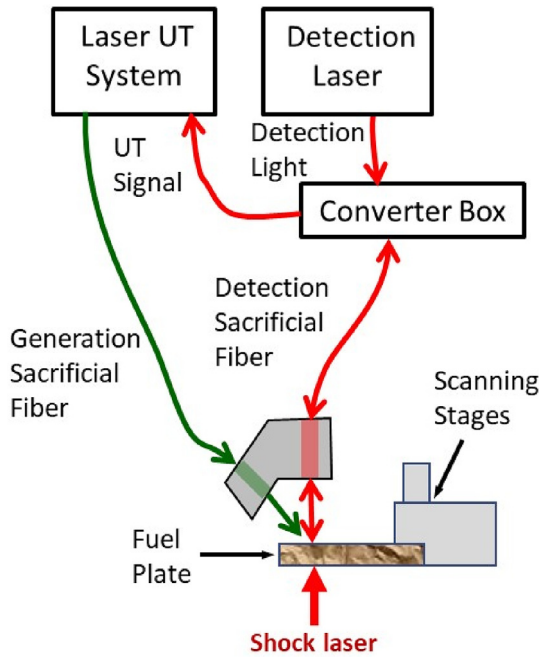 Laser UT
System
Detection
Laser
UT
Signal
Detection
Light
Converter Box
Detection
Sacrificial
Fiber
Generation
Sacrificial
Fiber
Scanning
Stages
Fuel
Plate
Shock laser